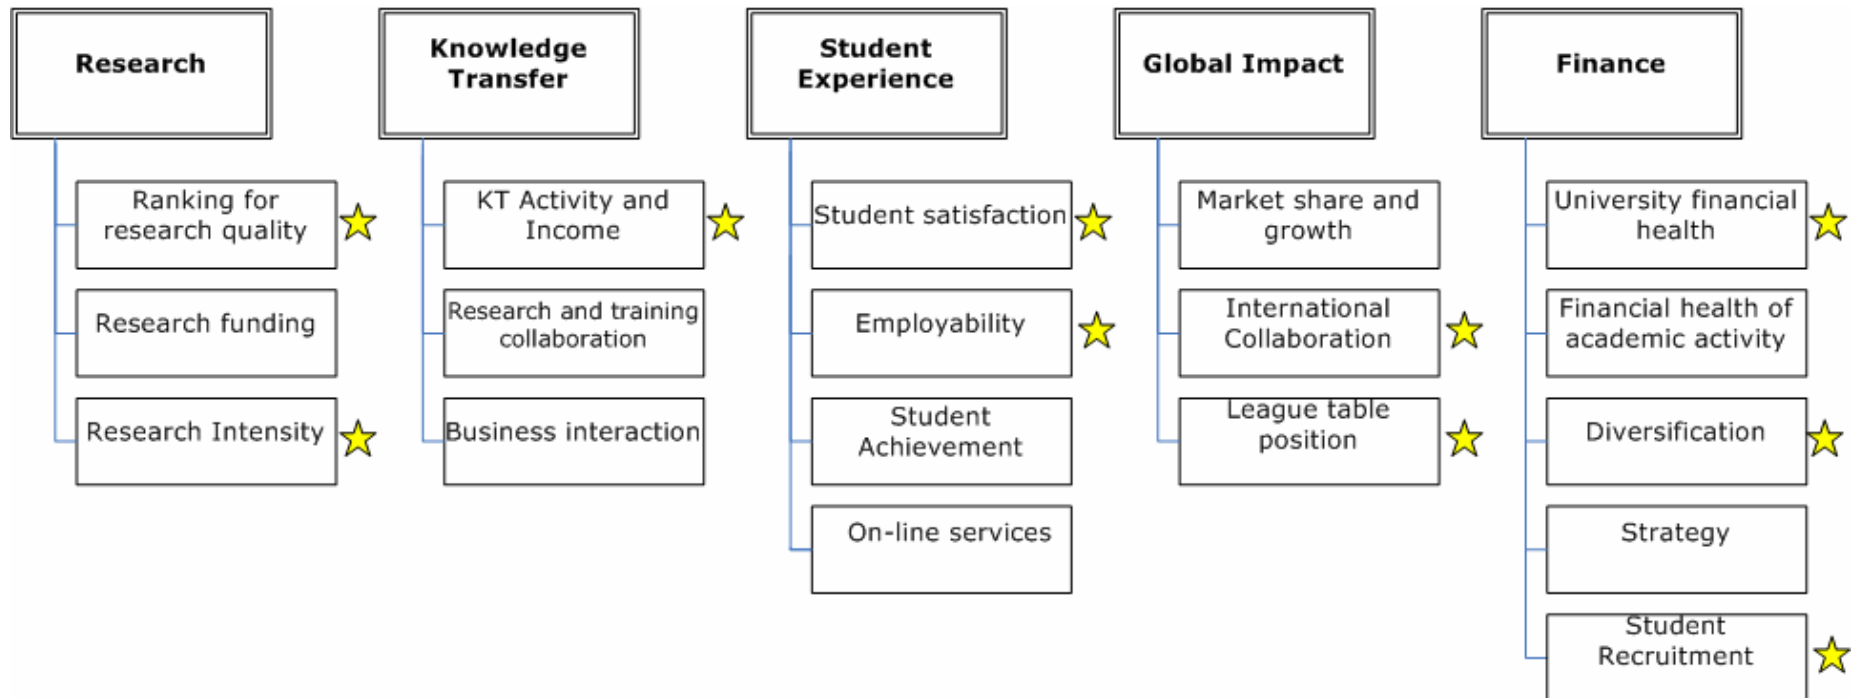 Research
Ranking for
research quality
Research funding
Research Intensity
Knowledge
Transfer
KT Activity and
Income
Research and training
collaboration
Business interaction
Student
Experience
Student satisfaction
Employability
Student
Achievement
On-line services
Global Impact
Market share and
growth
International
Collaboration
League table
position
Finance
University financial
health
Financial health of
academic activity
Diversification
Strategy
Student
Recruitment